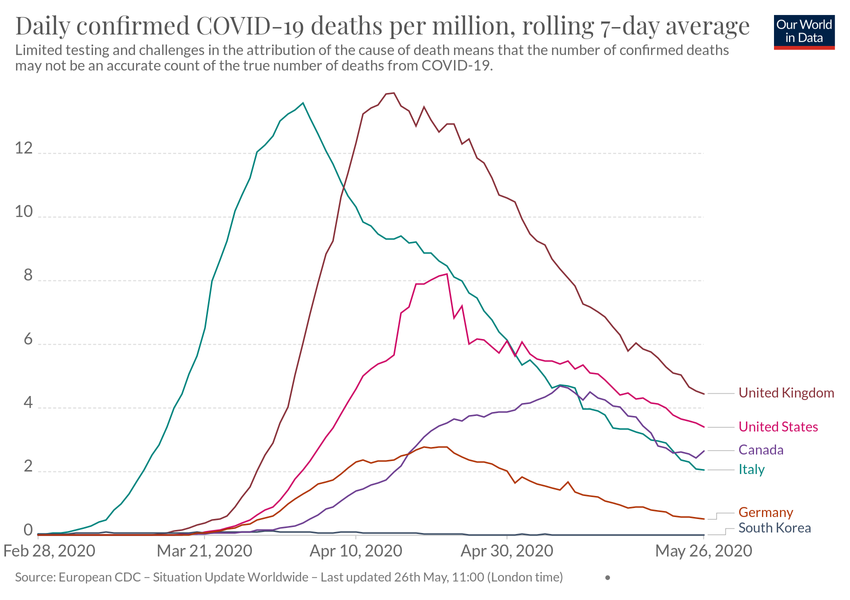 Daily confirmed COVID-19 deaths per million, rolling 7-day average
Our World
in Data
Limited testing and challenges in the attribution of the cause of death means that the number of confirmed deaths
may not be an accurate count of the true number of deaths from COVID-19.
12
10
8
6
4
2
0
United Kingdom
United States
Canada
Italy
Germany
South Korea
Feb 28, 2020
Mar 21, 2020
Apr 10, 2020
Apr 30, 2020
May 26, 2020
Source: European CDC – Situation Update Worldwide – Last updated 26th May, 11:00 (London time)